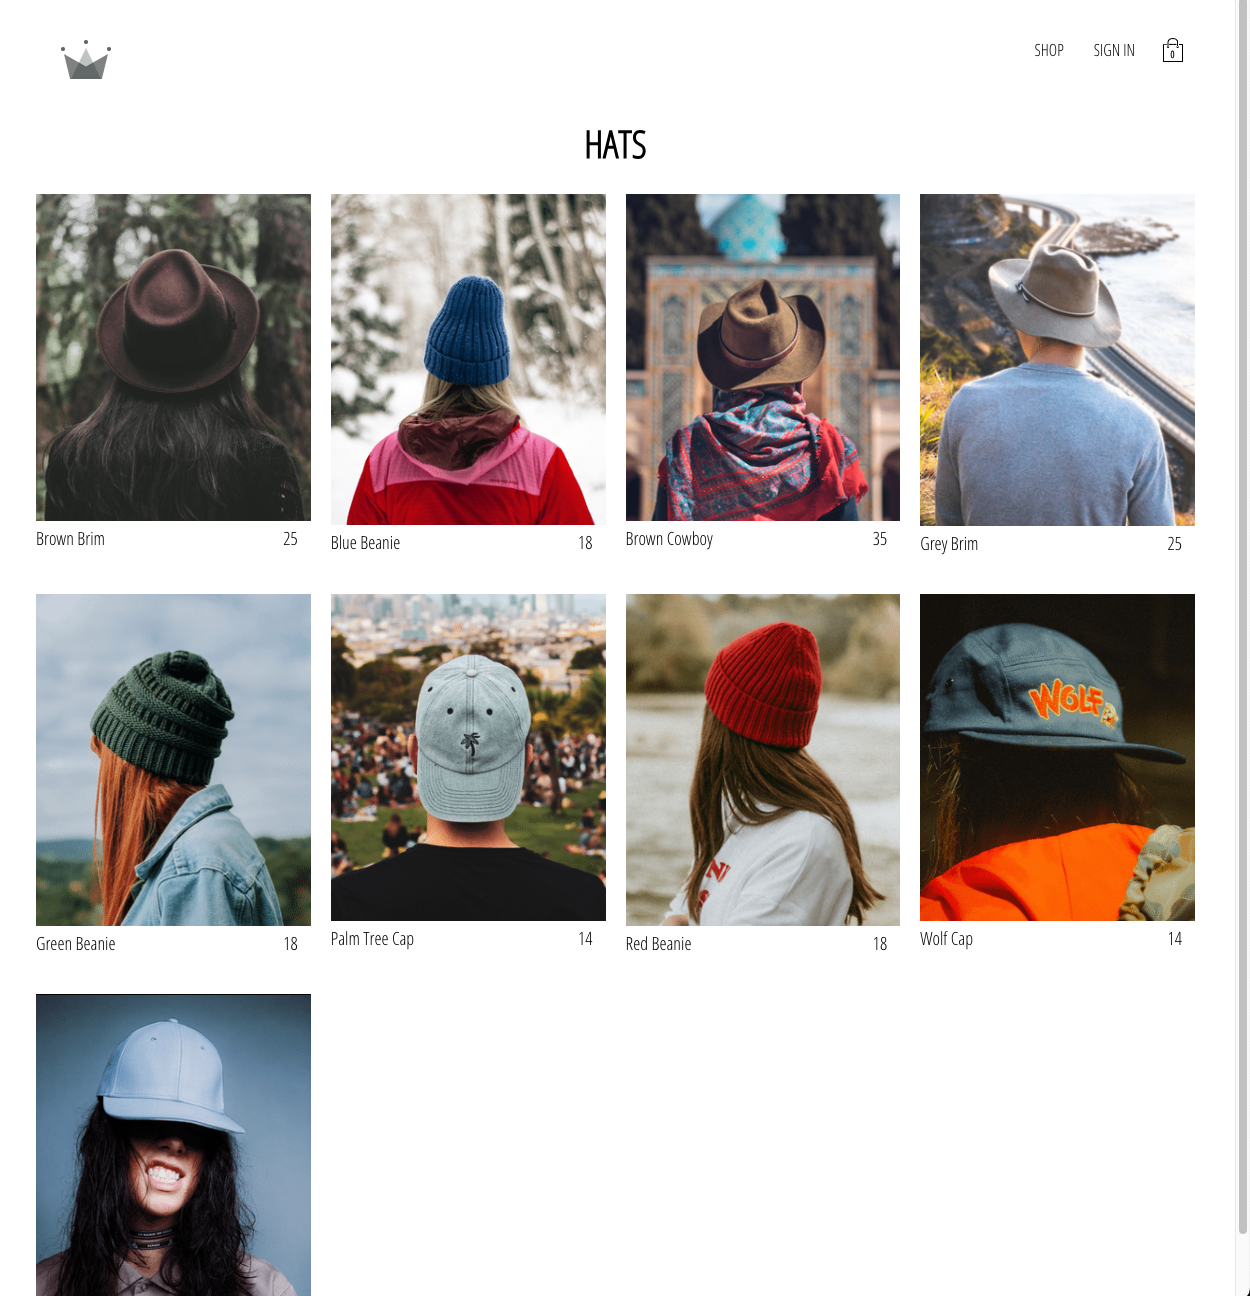 SHOP SIGN IN
0
HATS
Brown Brim 25
Blue Beanie 18
Brown Cowboy 35
Grey Brim 25
WOLF
Green Beanie 18
Palm Tree Cap 14
Red Beanie 18
Wolf Cap 14